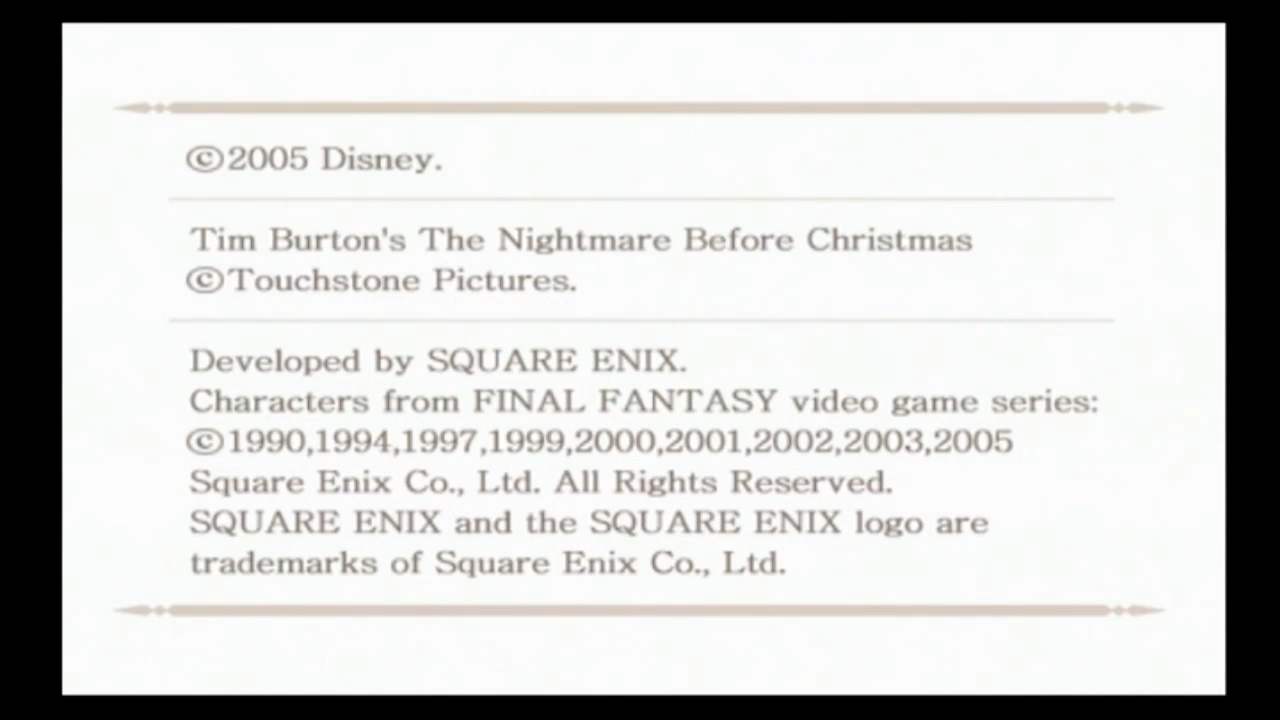 ©2005 Disney.
Tim Burton's The Nightmare Before Christmas
©Touchstone Pictures.
Developed by SQUARE ENIX.
Characters from FINAL FANTASY video game series:
©1990,1994,1997,1999,2000,2001,2002,2003,2005
Square Enix Co., Ltd. All Rights Reserved.
SQUARE ENIX and the SQUARE ENIX logo are
trademarks of Square Enix Co., Ltd.